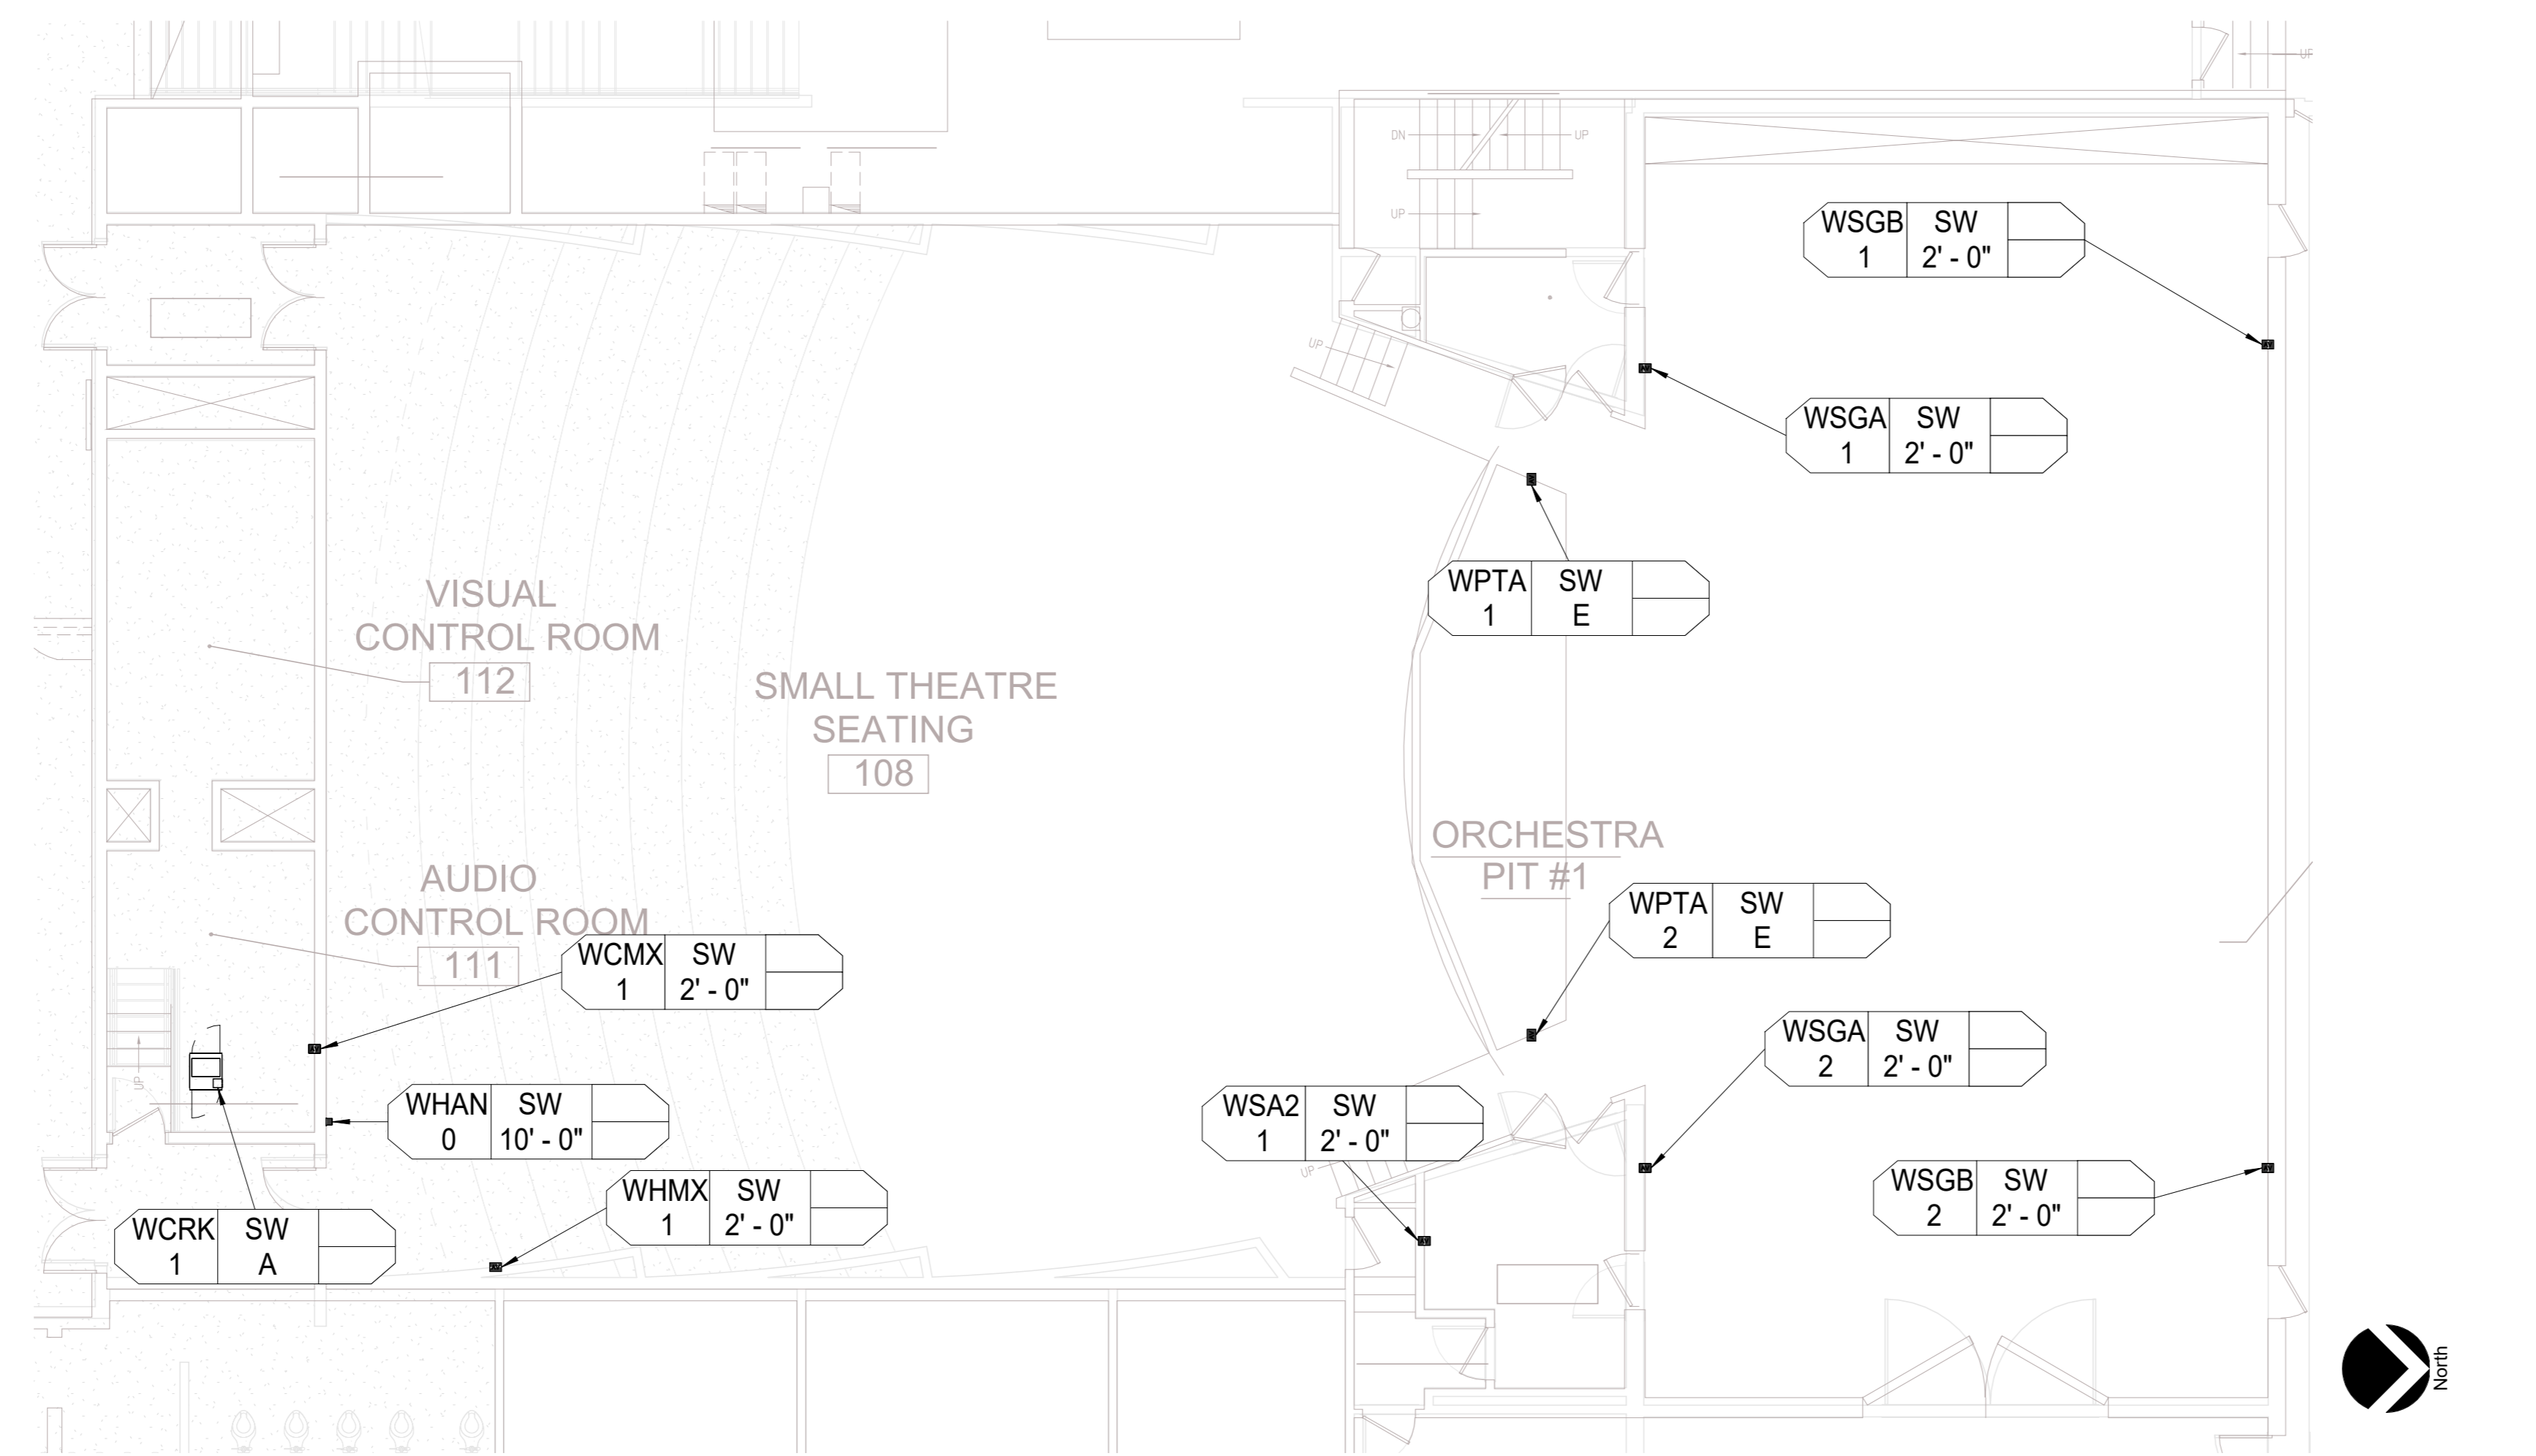 UP
DN
UP
UP
WSGB SW
1 2' - 0"
UP
WSGA SW
1 2' - 0"
WPTA SW
1 E
VISUAL
CONTROL ROOM
112
SMALL THEATRE
SEATING
108
ORCHESTRA
PIT #1
AUDIO
CONTROL ROOM
111
WPTA SW
2 E
WCMX SW
1 2' - 0"
WSGA SW
2 2' - 0"
UP
WHAN SW
0 10' - 0"
WSA2 SW
1 2' - 0"
UP
WHMX SW
1 2' - 0"
WSGB SW
2 2' - 0"
WCRK SW
1 A
North